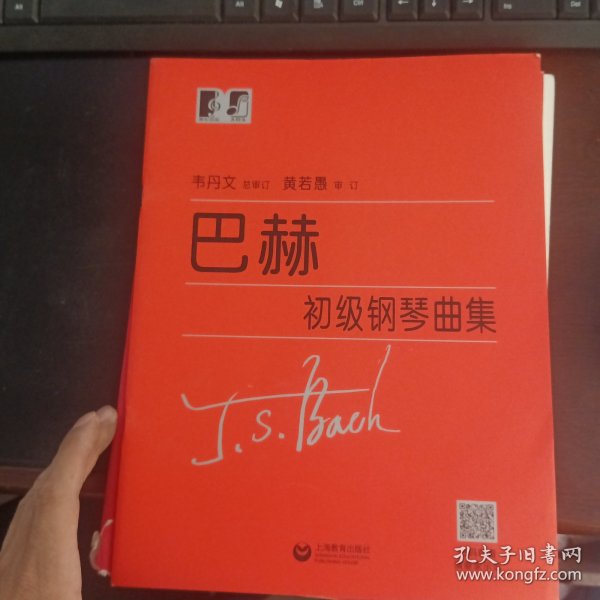 韦丹文 总审订 黄若愚 审 订
巴赫
初级钢琴曲集
J.S.Bach
上海教育出版社
孔夫子旧书网
www.kongfz.com